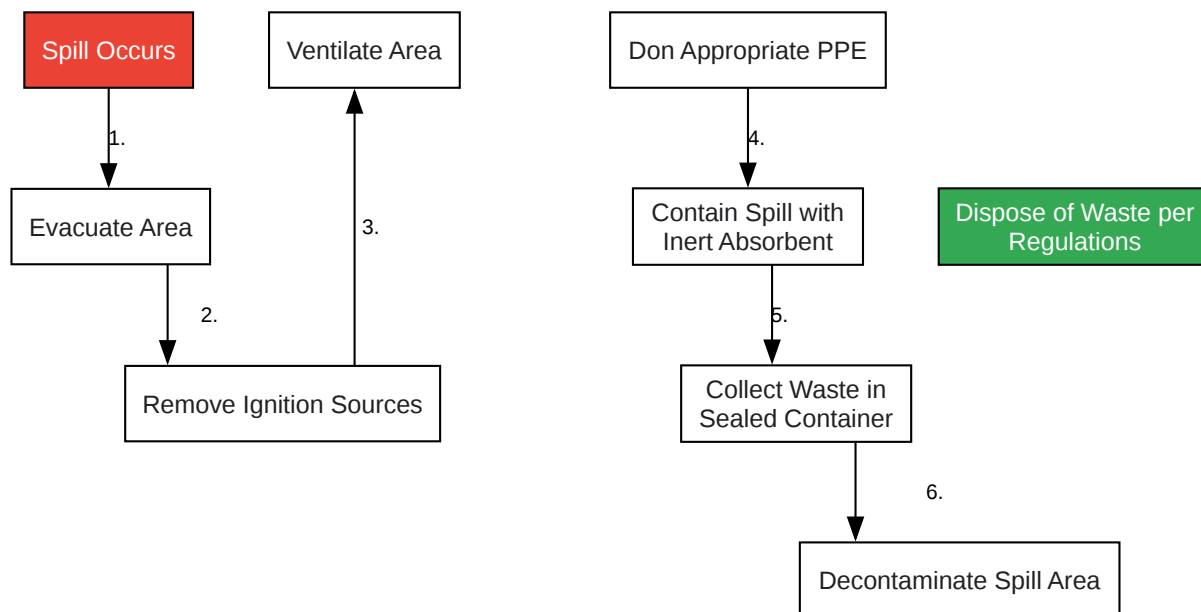 Spill Occurs
Ventilate Area
Don Appropriate PPE
1.
4.
Evacuate Area
3.
Contain Spill with
Inert Absorbent
Dispose of Waste per
Regulations
2.
5.
Remove Ignition Sources
Collect Waste in
Sealed Container
6.
Decontaminate Spill Area